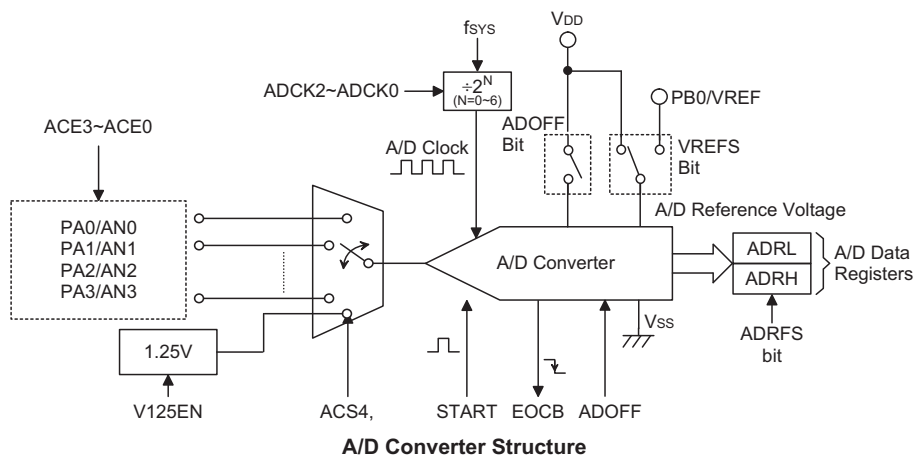 fSYS
VDD
ADCK2~ADCK0
÷2N
(N=0~6)
PB0/VREF
ACE3~ACE0
ADOFF
Bit
VREFS
Bit
A/D Clock
A/D Reference Voltage
PA0/AN0
PA1/AN1
PA2/AN2
PA3/AN3
A/D Converter
ADRL
ADRH
A/D Data
Registers
VSS
ADRFS
bit
1.25V
V125EN
ACS4,
START
EOCB
ADOFF
A/D Converter Structure